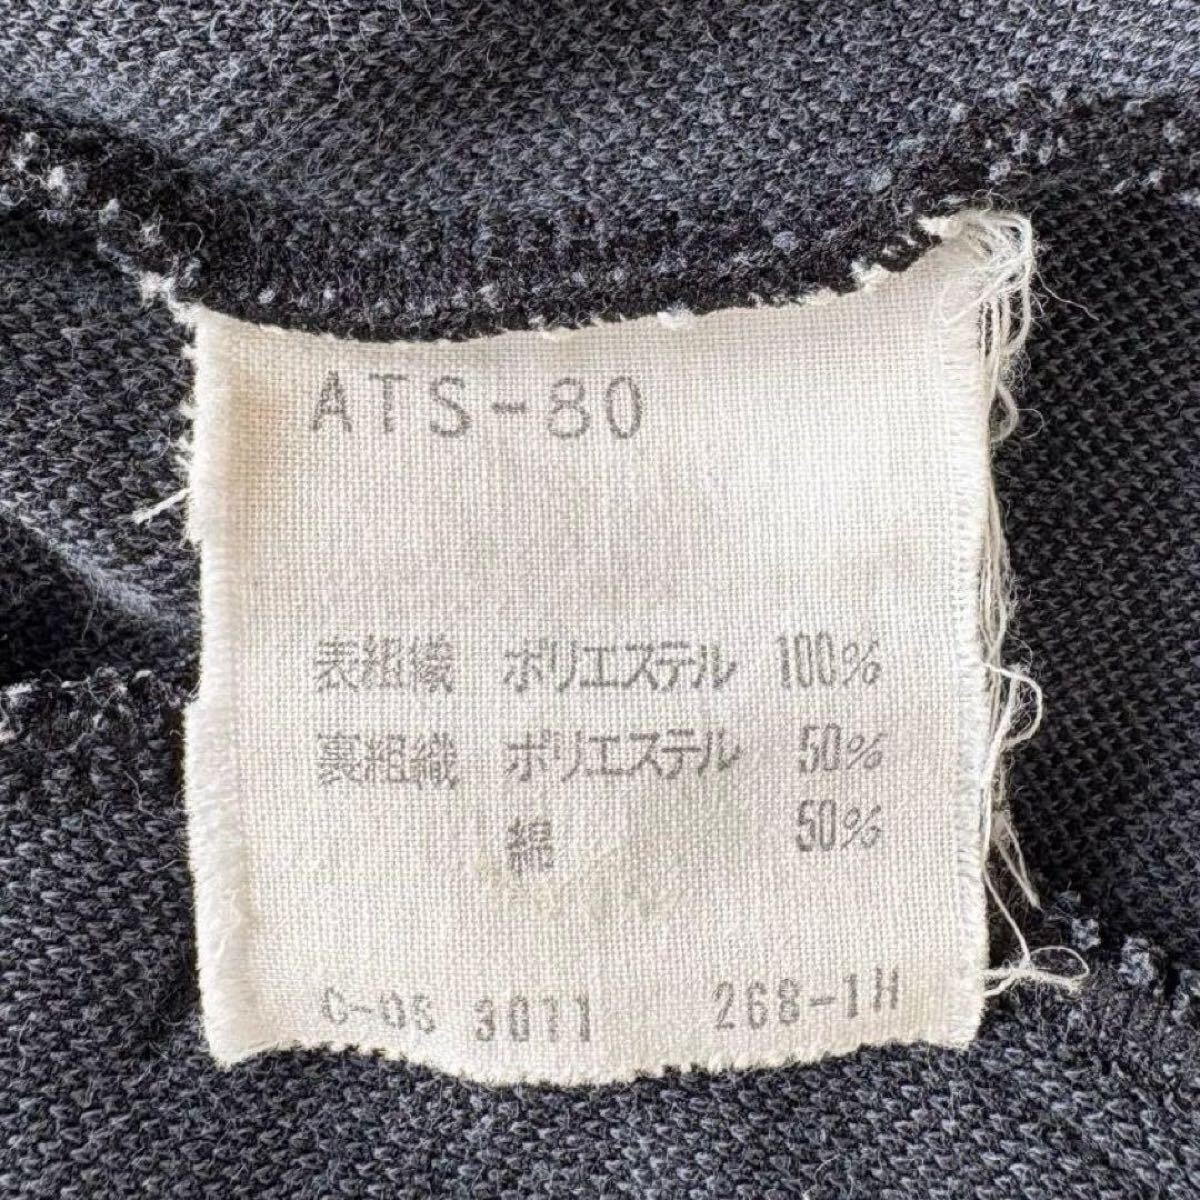 ATS-80
表組織 ポリエステル 100%
裏組織 ポリエステル 50%
綿 50%
C-OS 3011 268-1H